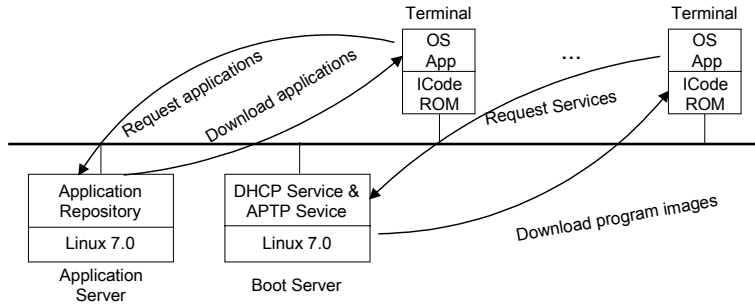 Terminal
Terminal
OS
App
ICode
ROM
...
OS
App
ICode
ROM
Request applications
Download applications
Request Services
Application
Repository
Linux 7.0
Application
Server
DHCP Service &
APTP Sevice
Linux 7.0
Boot Server
Download program images